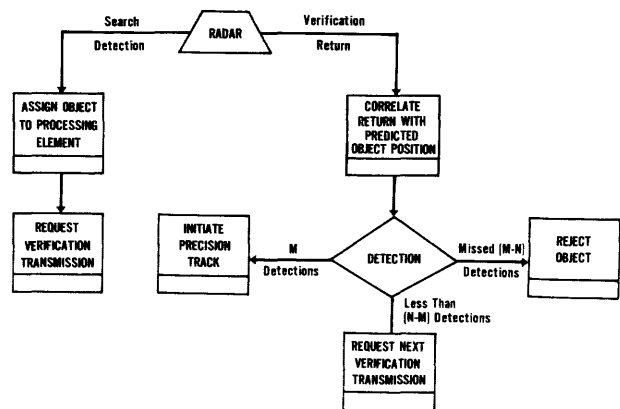 Search
Detection
RADAR
Verification
Return
ASSIGN OBJECT
TO PROCESSING
ELEMENT
CORRELATE
RETURN WITH
PREDICTED
OBJECT POSITION
REQUEST
VERIFICATION
TRANSMISSION
INITIATE
PRECISION
TRACK
M
Detections
DETECTION
Missed (M-N)
Detections
REJECT
OBJECT
Less Than
(N-M) Detections
REQUEST NEXT
VERIFICATION
TRANSMISSION